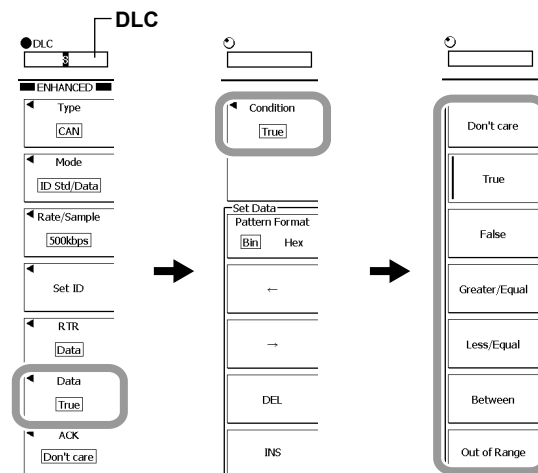 DLC
DLC
8
ENHANCED
Type
CAN
Mode
ID Std/Data
Rate/Sample
500kbps
Set ID
RTR
Data
Data
True
ACK
Don't care
Condition
True
Set Data
Pattern Format
Bin Hex
←
→
DEL
INS
Don't care
True
False
Greater/Equal
Less/Equal
Between
Out of Range